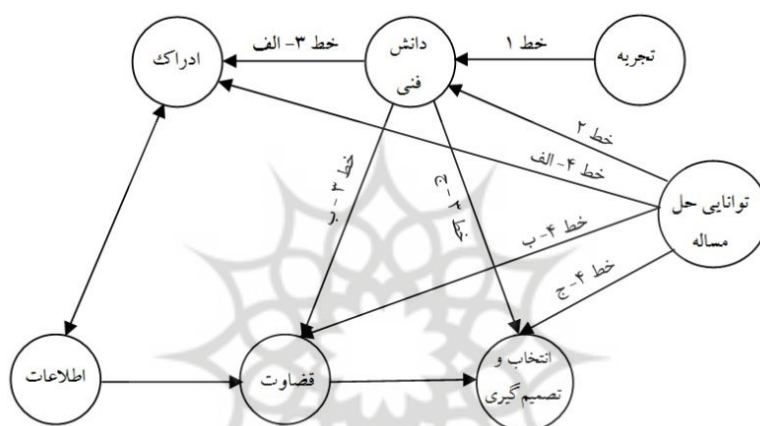 خط ۳- الف
خط ۱
ادراك
دانش
فنی
تجربه
خط ۲
خط ۴- الف
خط ۳ - ب
خط ۳ - ج
خط ۴- ب
خط ۴- ج
توانایی حل
مساله
اطلاعات
قضاوت
انتخاب و
تصمیم‌گیری